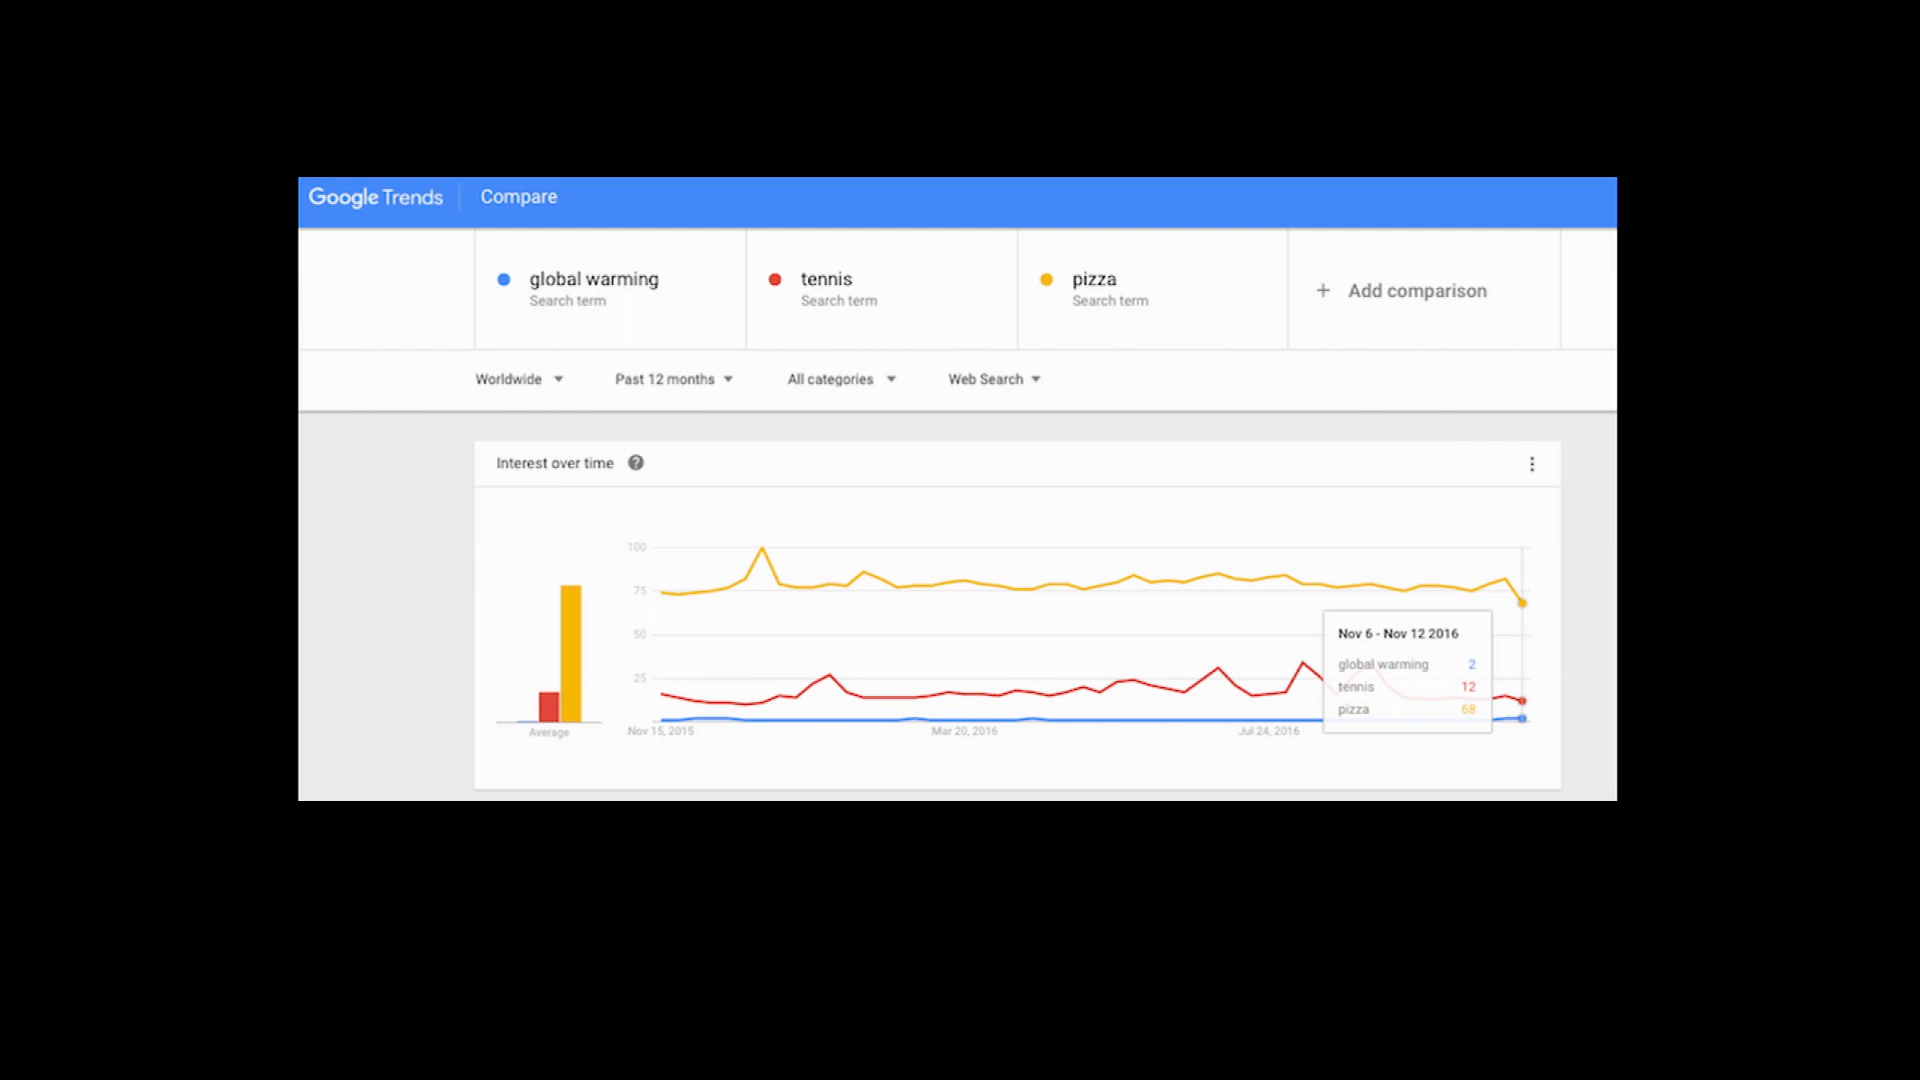 Google Trends Compare
global warming
Search term
tennis
Search term
pizza
Search term
+ Add comparison
Worldwide Past 12 months All categories Web Search
Interest over time ?
100
75
50
25
Average
Nov 15, 2015 Mar 20, 2016 Jul 24, 2016
Nov 6 - Nov 12 2016
global warming 2
tennis 12
pizza 68